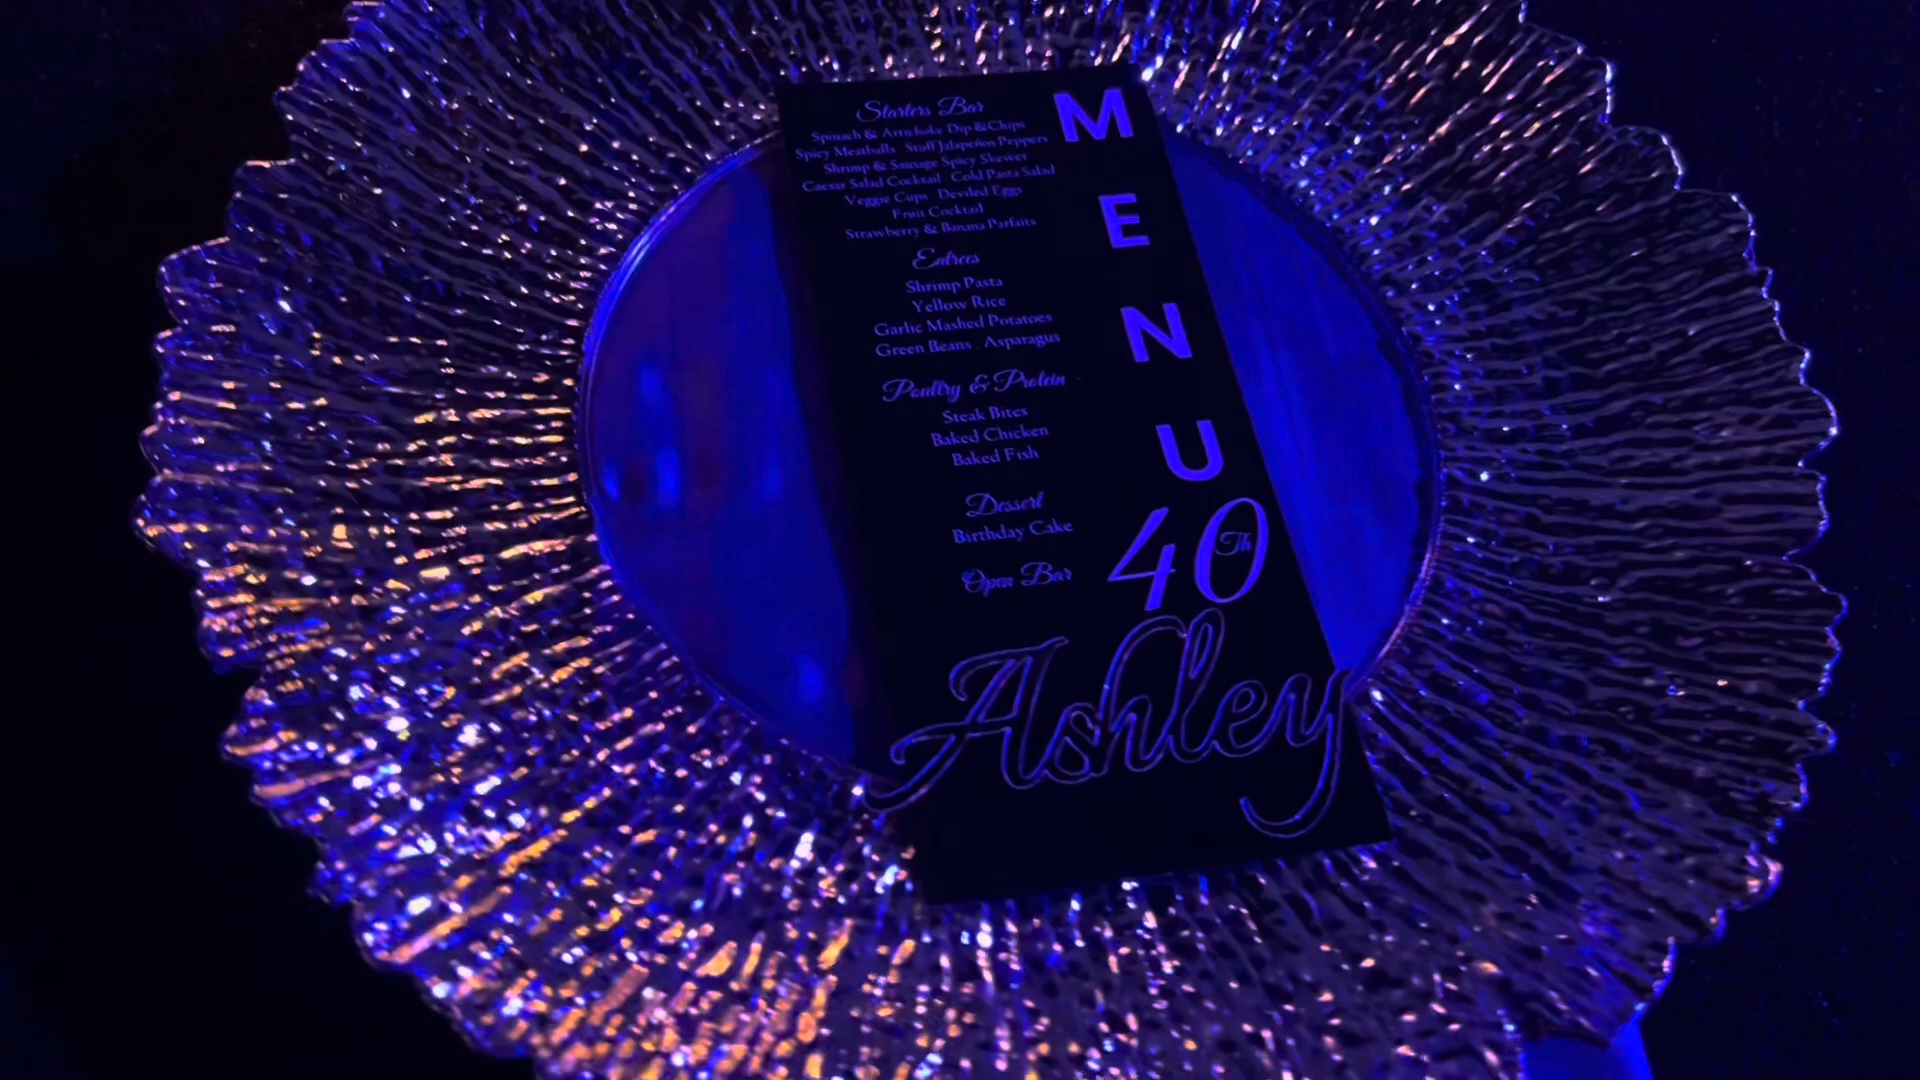 Starters Bar
Spinach & Artichoke Dip & Chips
Spicy Meatballs . Stuff Jalapeños Peppers
Shrimp & Sausage Spicy Skewer
Caesar Salad Cocktail . Cold Pasta Salad
Veggie Cups . Deviled Eggs
Fruit Cocktail
Strawberry & Banana Parfaits
Entrees
Shrimp Pasta
Yellow Rice
Garlic Mashed Potatoes
Green Beans . Asparagus
Poultry & Protein
Steak Bites
Baked Chicken
Baked Fish
Dessert
Birthday Cake
Open Bar
M
E
N
U
40Th
Ashley